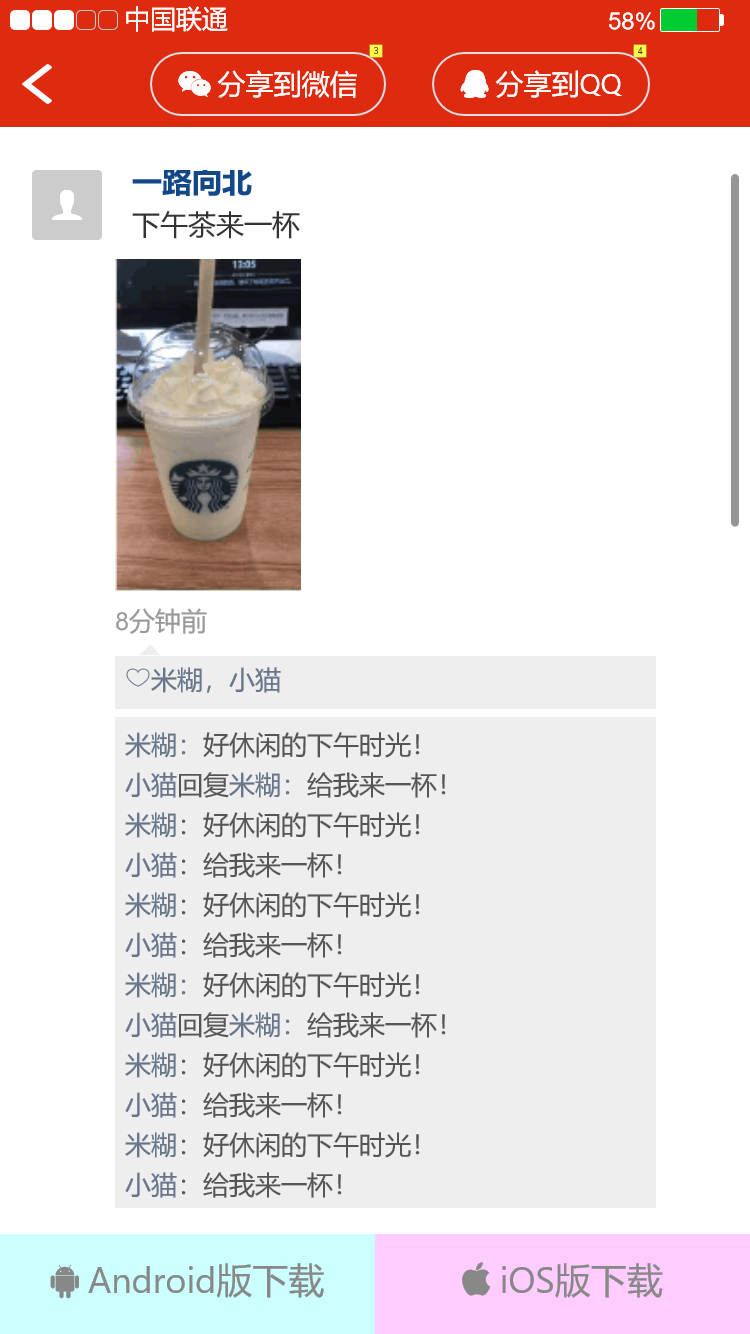 中国联通 58%
3 4
分享到微信 分享到QQ
一路向北
下午茶来一杯
13:05
8分钟前
♡米糊，小猫
米糊：好休闲的下午时光！
小猫回复米糊：给我来一杯！
米糊：好休闲的下午时光！
小猫：给我来一杯！
米糊：好休闲的下午时光！
小猫：给我来一杯！
米糊：好休闲的下午时光！
小猫回复米糊：给我来一杯！
米糊：好休闲的下午时光！
小猫：给我来一杯！
米糊：好休闲的下午时光！
小猫：给我来一杯！
Android版下载 iOS版下载